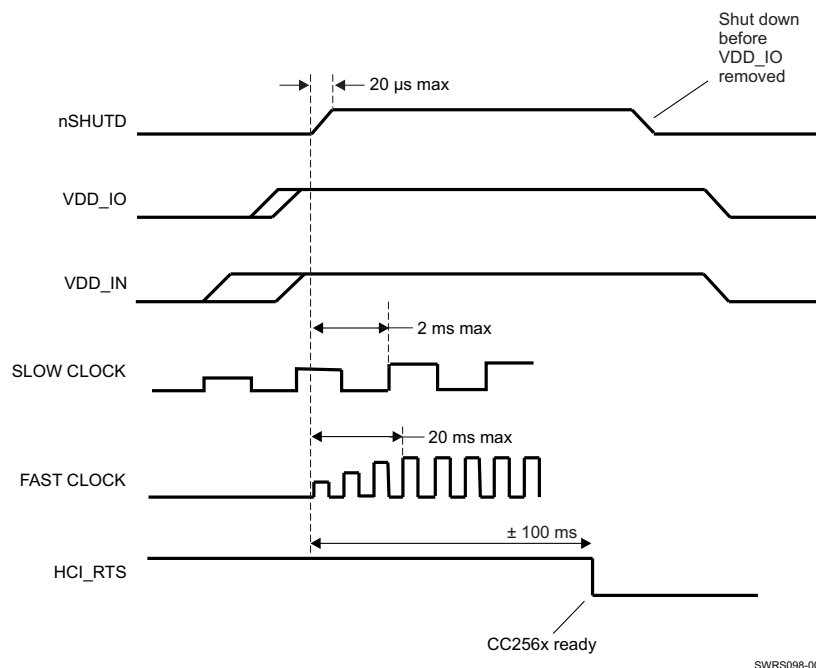 Shut down
before
VDD_IO
removed
20 µs max
nSHUTD
VDD_IO
VDD_IN
2 ms max
SLOW CLOCK
20 ms max
FAST CLOCK
± 100 ms
HCI_RTS
CC256x ready